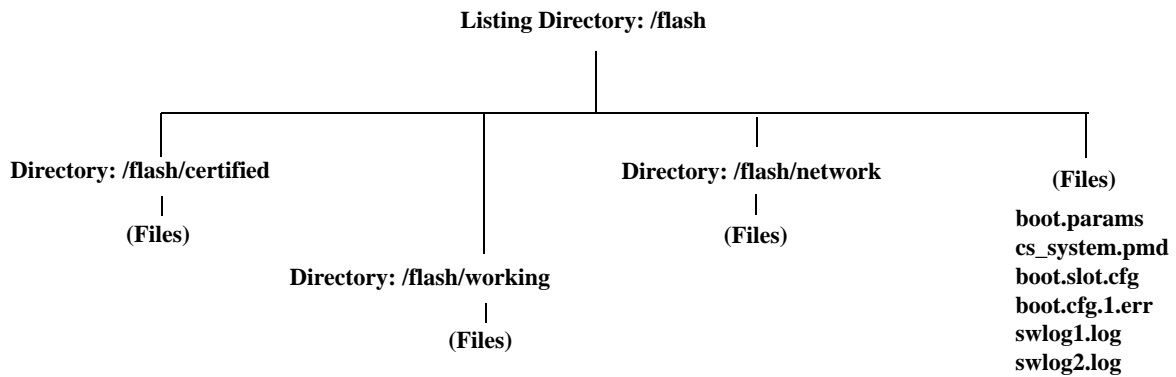 Listing Directory: /flash
Directory: /flash/certified
(Files)
Directory: /flash/working
(Files)
Directory: /flash/network
(Files)
(Files)
boot.params
cs_system.pmd
boot.slot.cfg
boot.cfg.1.err
swlog1.log
swlog2.log